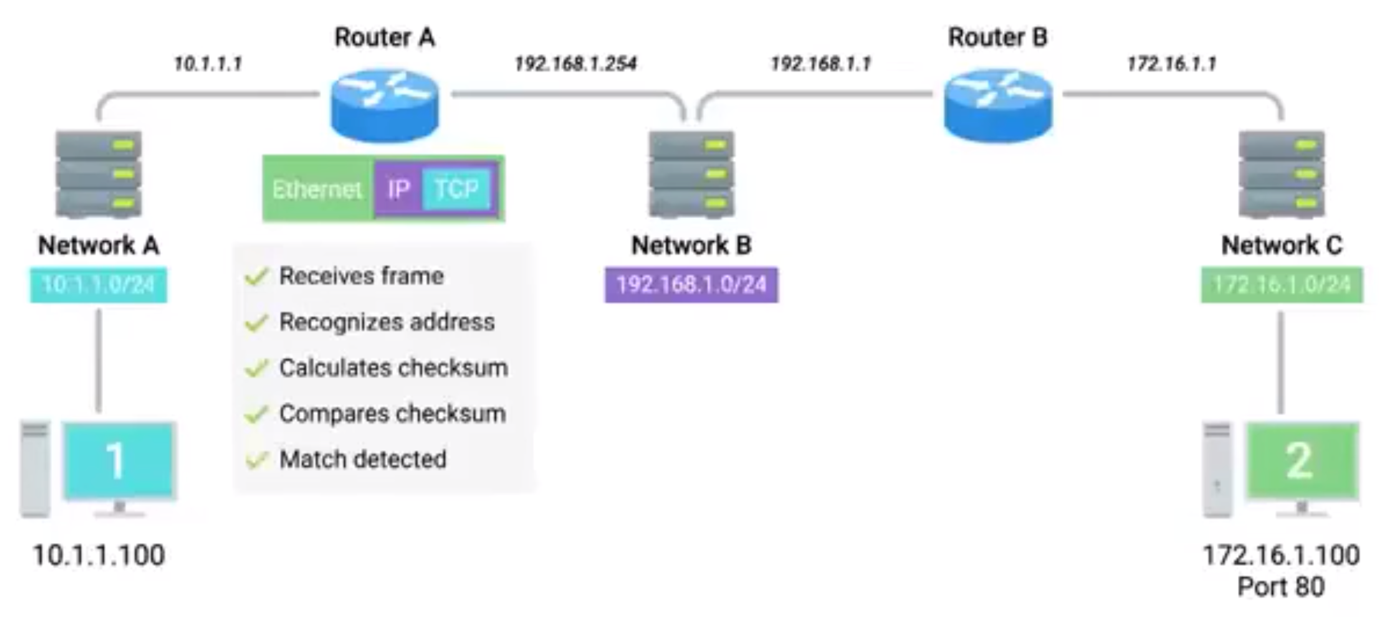 Router A
Router B
10.1.1.1
192.168.1.254
192.168.1.1
172.16.1.1
Ethernet IP TCP
Network A
Network B
Network C
10.1.1.0/24
192.168.1.0/24
172.16.1.0/24
Receives frame
Recognizes address
Calculates checksum
Compares checksum
Match detected
1
2
10.1.1.100
172.16.1.100
Port 80